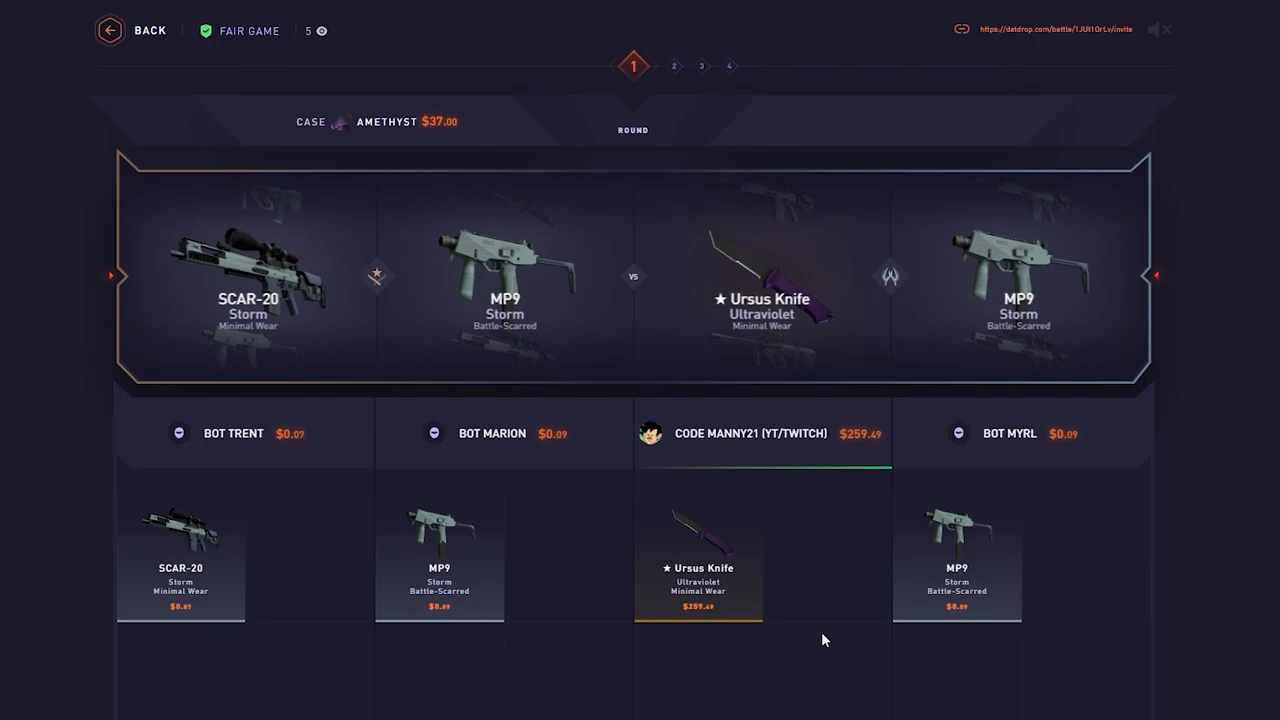 BACK
FAIR GAME
5
https://datdrop.com/battle/1JUt1OrLv/invite
1
2
3
4
CASE AMETHYST $37.00
ROUND
SCAR-20
Storm
Minimal Wear
MP9
Storm
Battle-Scarred
VS
★ Ursus Knife
Ultraviolet
Minimal Wear
MP9
Storm
Battle-Scarred
BOT TRENT $0.07
BOT MARION $0.09
CODE MANNY21 (YT/TWITCH) $259.49
BOT MYRL $0.09
SCAR-20
Storm
Minimal Wear
$0.07
MP9
Storm
Battle-Scarred
$0.09
★ Ursus Knife
Ultraviolet
Minimal Wear
$259.49
MP9
Storm
Battle-Scarred
$0.09